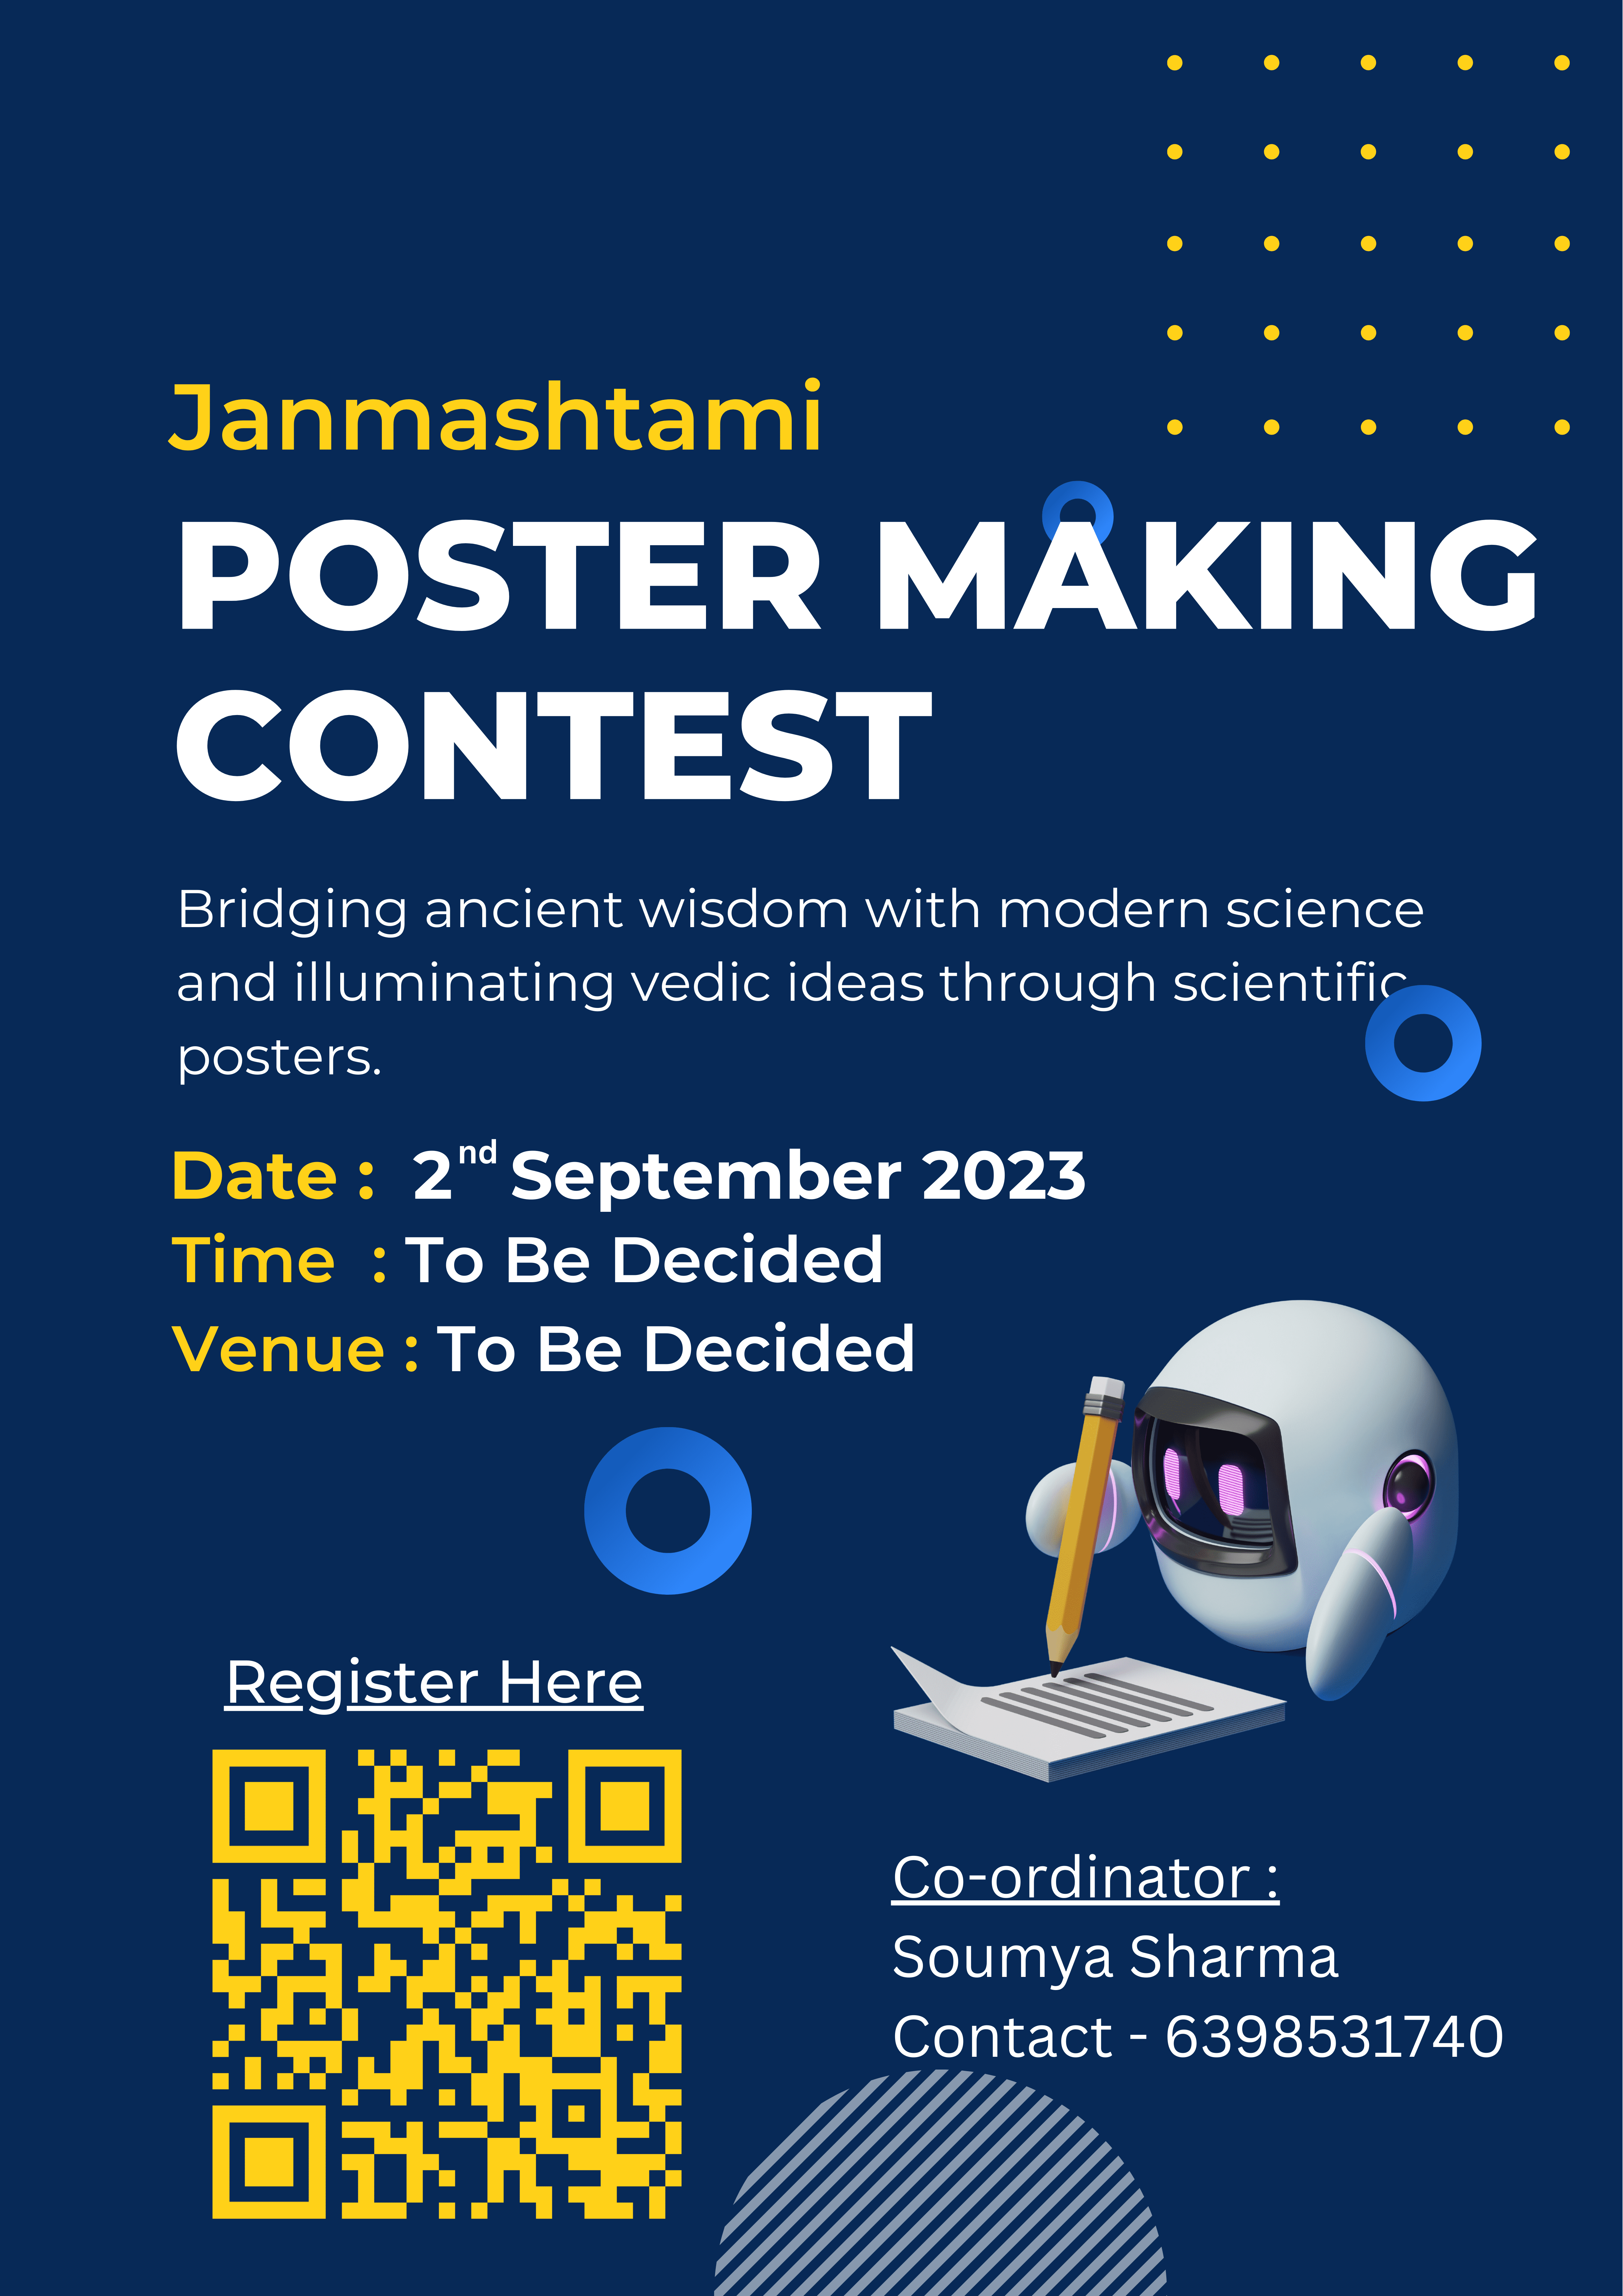 Janmashtami
POSTER MAKING
CONTEST
Bridging ancient wisdom with modern science
and illuminating vedic ideas through scientific
posters.
Date : 2nd September 2023
Time : To Be Decided
Venue : To Be Decided
Register Here
Co-ordinator :
Soumya Sharma
Contact - 6398531740